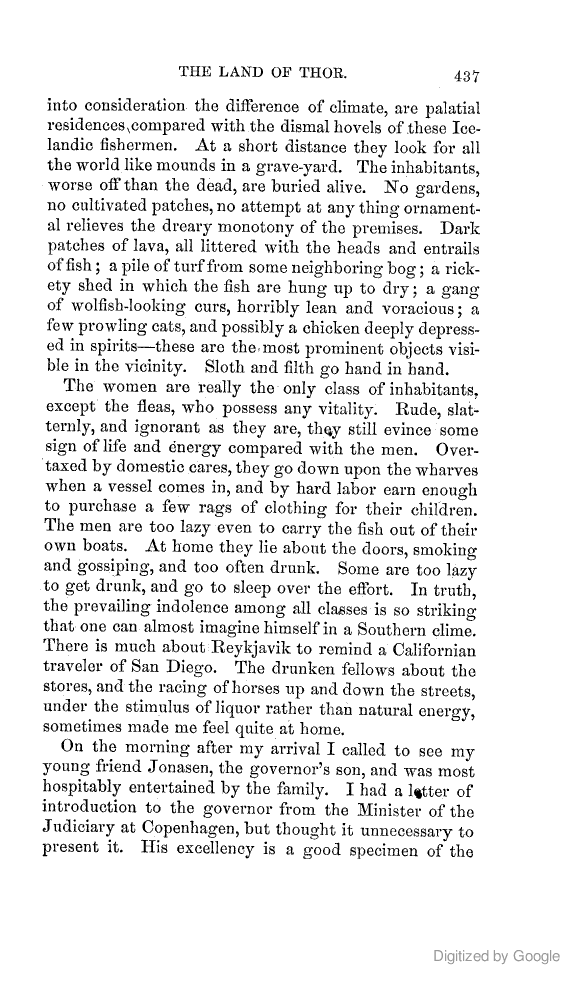 THE LAND OF THOR. 437
into consideration the difference of climate, are palatial
residences, compared with the dismal hovels of these Ice-
landic fishermen. At a short distance they look for all
the world like mounds in a grave-yard. The inhabitants,
worse off than the dead, are buried alive. No gardens,
no cultivated patches, no attempt at any thing ornament-
al relieves the dreary monotony of the premises. Dark
patches of lava, all littered with the heads and entrails
of fish; a pile of turf from some neighboring bog; a rick-
ety shed in which the fish are hung up to dry; a gang
of wolfish-looking curs, horribly lean and voracious; a
few prowling cats, and possibly a chicken deeply depress-
ed in spirits—these are the most prominent objects visi-
ble in the vicinity. Sloth and filth go hand in hand.
The women are really the only class of inhabitants,
except the fleas, who possess any vitality. Rude, slat-
ternly, and ignorant as they are, they still evince some
sign of life and energy compared with the men. Over-
taxed by domestic cares, they go down upon the wharves
when a vessel comes in, and by hard labor earn enough
to purchase a few rags of clothing for their children.
The men are too lazy even to carry the fish out of their
own boats. At home they lie about the doors, smoking
and gossiping, and too often drunk. Some are too lazy
to get drunk, and go to sleep over the effort. In truth,
the prevailing indolence among all classes is so striking
that one can almost imagine himself in a Southern clime.
There is much about Reykjavik to remind a Californian
traveler of San Diego. The drunken fellows about the
stores, and the racing of horses up and down the streets,
under the stimulus of liquor rather than natural energy,
sometimes made me feel quite at home.
On the morning after my arrival I called to see my
young friend Jonasen, the governor's son, and was most
hospitably entertained by the family. I had a letter of
introduction to the governor from the Minister of the
Judiciary at Copenhagen, but thought it unnecessary to
present it. His excellency is a good specimen of the
Digitized by Google